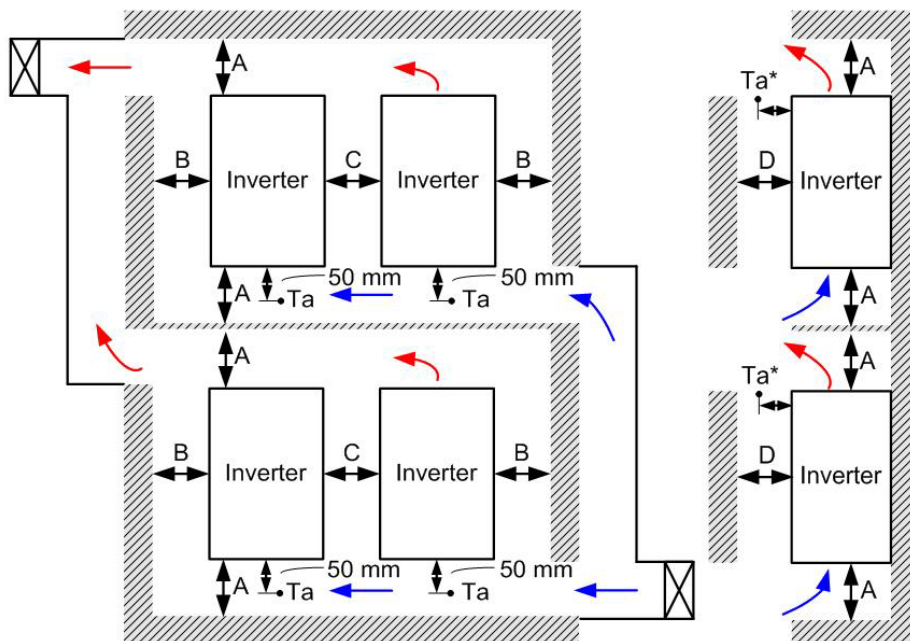 A A
Ta*
B C B D
Inverter Inverter Inverter
50 mm 50 mm
A Ta Ta A
A A
Ta*
B C B D
Inverter Inverter Inverter
50 mm 50 mm
A Ta Ta A